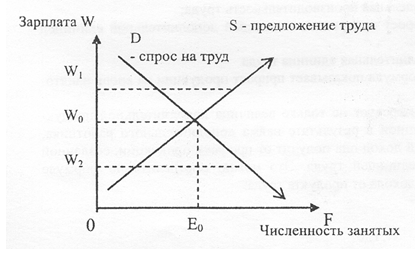 Зарплата W
D
S - предложение труда
- спрос на труд
W1
W0
W2
0
E0
F
Численность занятых